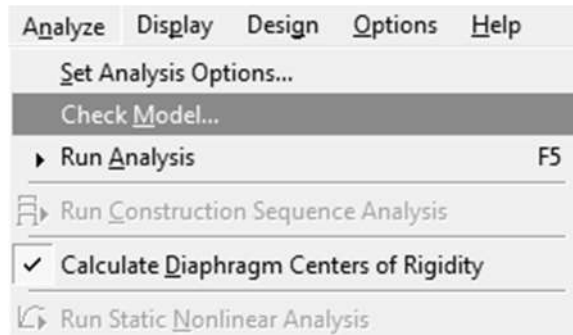 Analyze Display Design Options Help
Set Analysis Options...
Check Model...
Run Analysis F5
Run Construction Sequence Analysis
Calculate Diaphragm Centers of Rigidity
Run Static Nonlinear Analysis